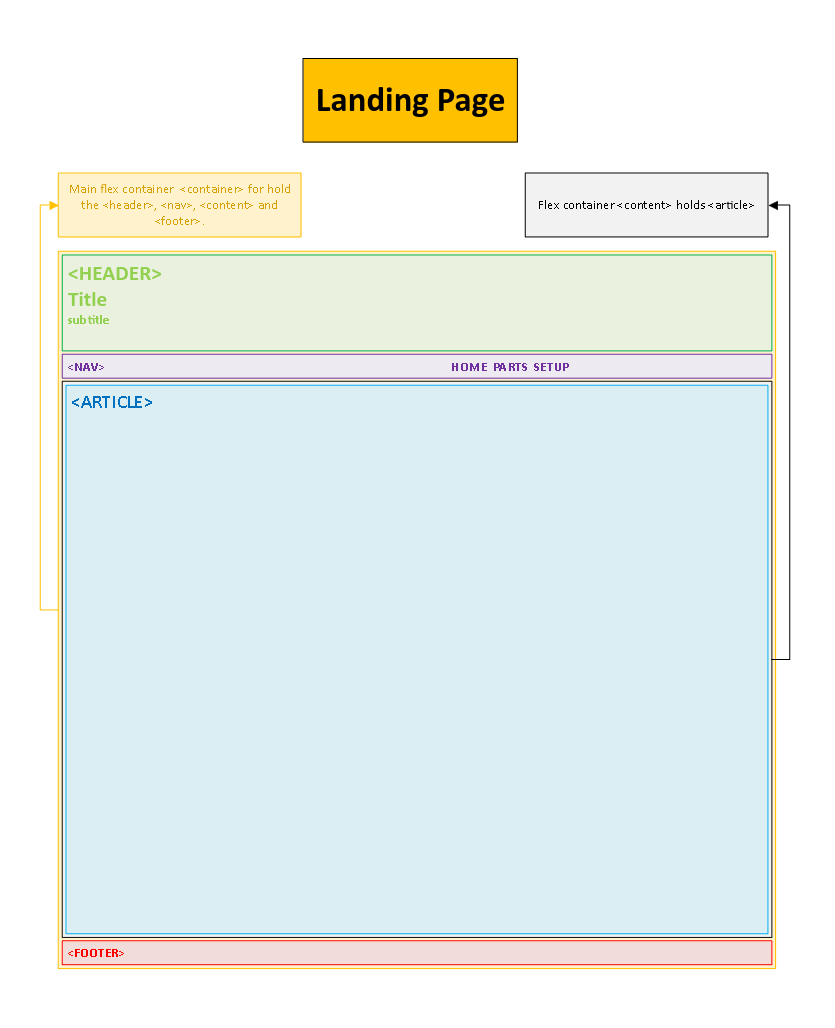 Landing Page
Main flex container <container> for hold
the <header>, <nav>, <content> and
<footer>.
Flex container <content> holds <article>
<HEADER>
Title
subtitle
<NAV> HOME PARTS SETUP
<ARTICLE>
<FOOTER>